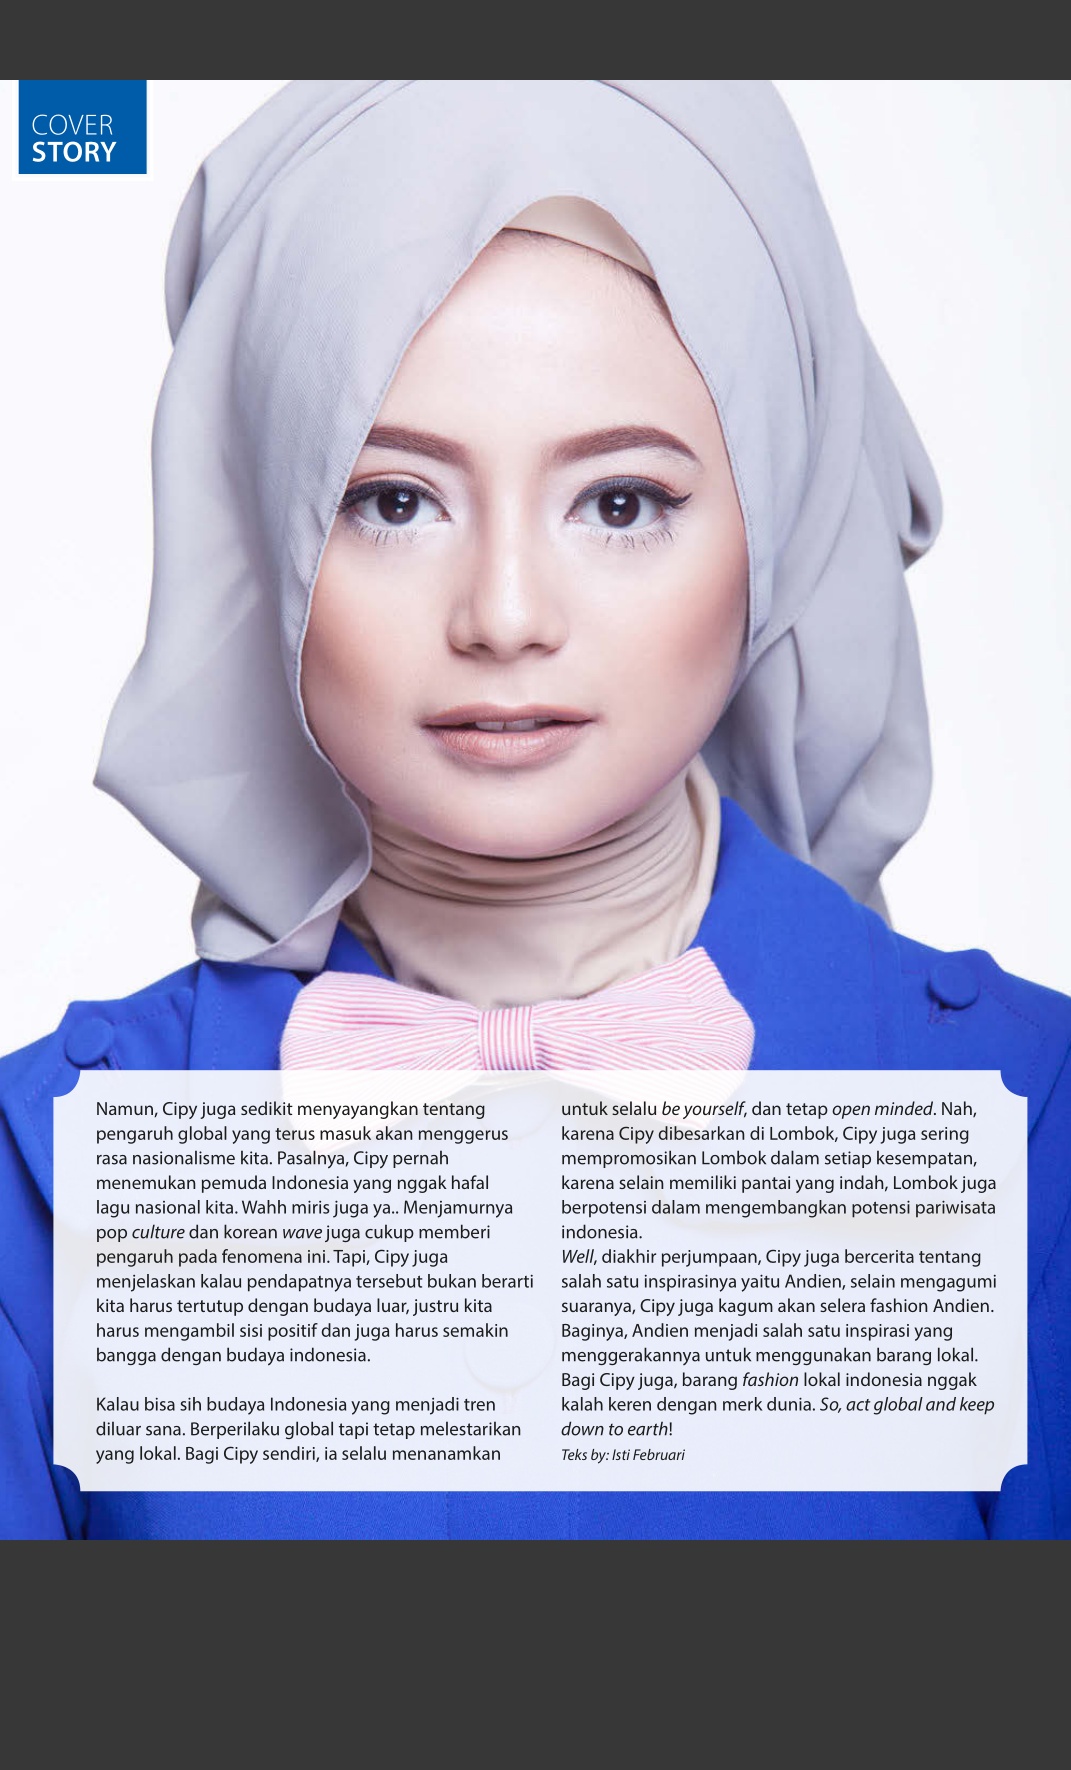 COVER
STORY
Namun, Cipy juga sedikit menyayangkan tentang
pengaruh global yang terus masuk akan menggerus
rasa nasionalisme kita. Pasalnya, Cipy pernah
menemukan pemuda Indonesia yang nggak hafal
lagu nasional kita. Wahh miris juga ya.. Menjamurnya
pop culture dan korean wave juga cukup memberi
pengaruh pada fenomena ini. Tapi, Cipy juga
menjelaskan kalau pendapatnya tersebut bukan berarti
kita harus tertutup dengan budaya luar, justru kita
harus mengambil sisi positif dan juga harus semakin
bangga dengan budaya indonesia.
Kalau bisa sih budaya Indonesia yang menjadi tren
diluar sana. Berperilaku global tapi tetap melestarikan
yang lokal. Bagi Cipy sendiri, ia selalu menanamkan
untuk selalu be yourself, dan tetap open minded. Nah,
karena Cipy dibesarkan di Lombok, Cipy juga sering
mempromosikan Lombok dalam setiap kesempatan,
karena selain memiliki pantai yang indah, Lombok juga
berpotensi dalam mengembangkan potensi pariwisata
indonesia.
Well, diakhir perjumpaan, Cipy juga bercerita tentang
salah satu inspirasinya yaitu Andien, selain mengagumi
suaranya, Cipy juga kagum akan selera fashion Andien.
Baginya, Andien menjadi salah satu inspirasi yang
menggerakannya untuk menggunakan barang lokal.
Bagi Cipy juga, barang fashion lokal indonesia nggak
kalah keren dengan merk dunia. So, act global and keep
down to earth!
Teks by: Isti Februari